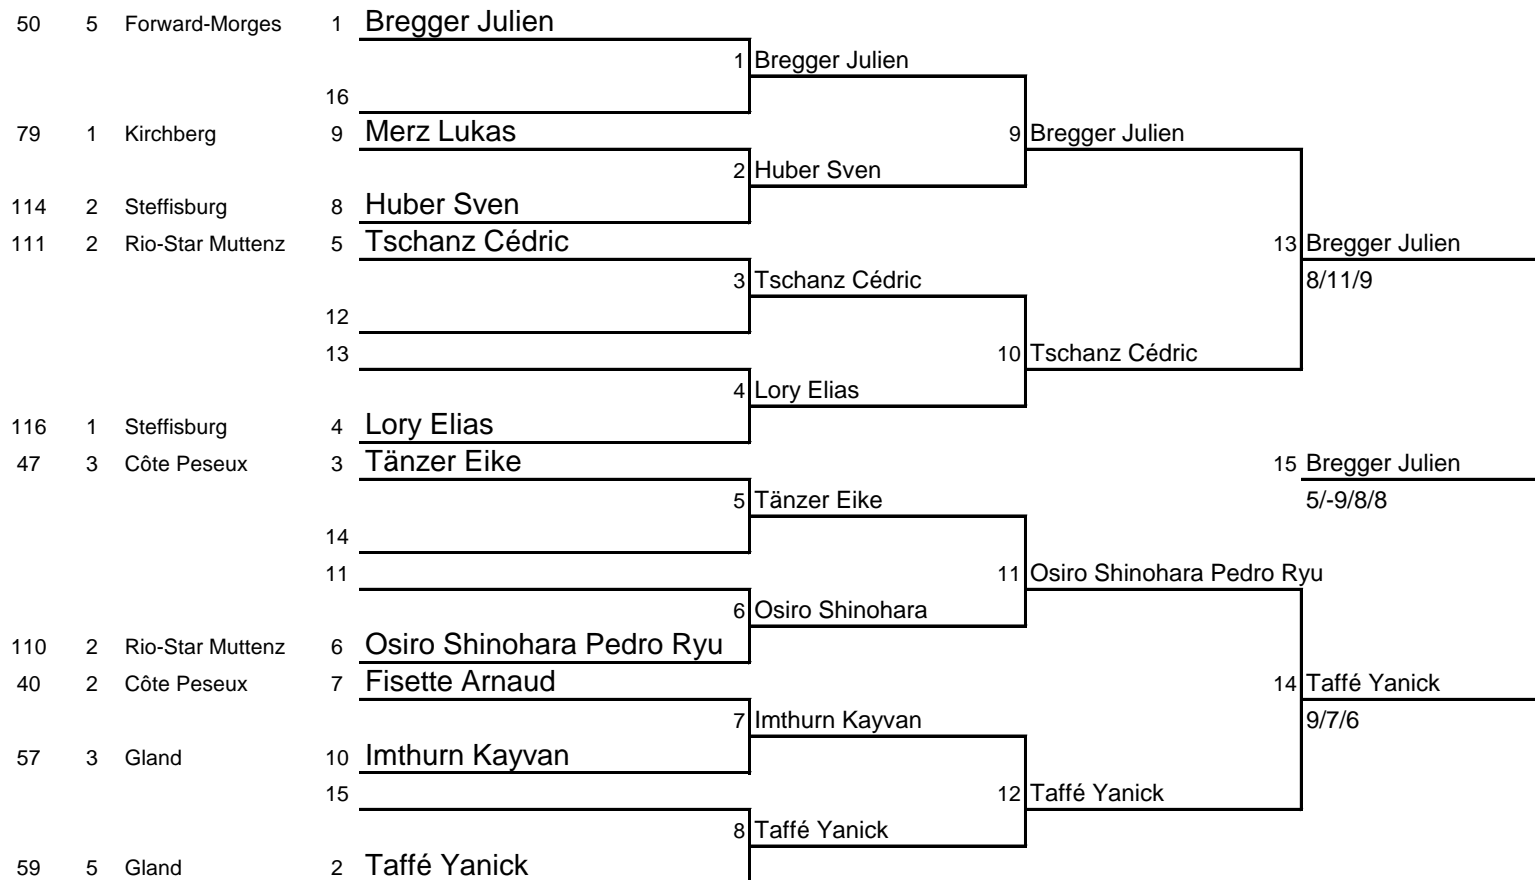 50 5 Forward-Morges 1 Bregger Julien
1 Bregger Julien
16
79 1 Kirchberg 9 Merz Lukas 9 Bregger Julien
2 Huber Sven
114 2 Steffisburg 8 Huber Sven
111 2 Rio-Star Muttenz 5 Tschanz Cédric 13 Bregger Julien
3 Tschanz Cédric 8/11/9
12
13 10 Tschanz Cédric
4 Lory Elias
116 1 Steffisburg 4 Lory Elias
47 3 Côte Peseux 3 Tänzer Eike 15 Bregger Julien
5 Tänzer Eike 5/-9/8/8
14
11 11 Osiro Shinohara Pedro Ryu
6 Osiro Shinohara
110 2 Rio-Star Muttenz 6 Osiro Shinohara Pedro Ryu
40 2 Côte Peseux 7 Fisette Arnaud 14 Taffé Yanick
7 Imthurn Kayvan 9/7/6
57 3 Gland 10 Imthurn Kayvan
15 12 Taffé Yanick
8 Taffé Yanick
59 5 Gland 2 Taffé Yanick